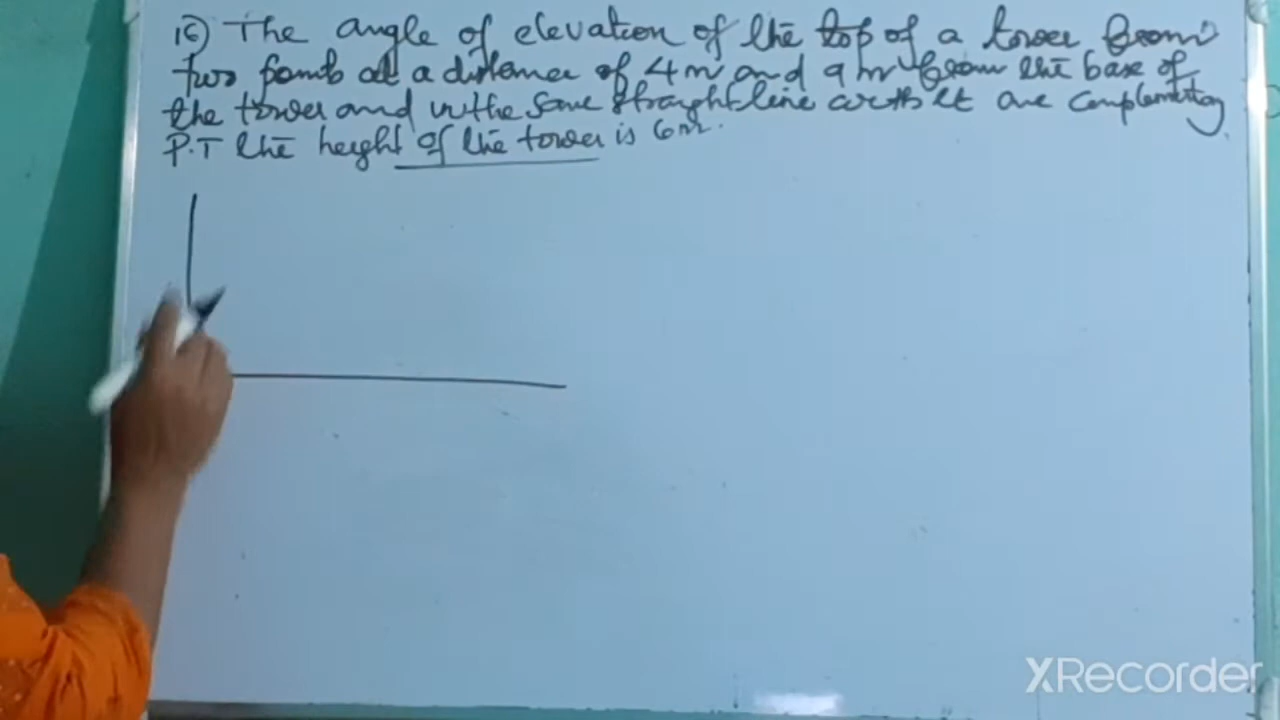 16) The angle of elevation of the top of a tower from
two points at a distance of 4m and 9m from the base of
the tower and in the same straight line with it are complementary
P.T the height of the tower is 6m.
XRecorder